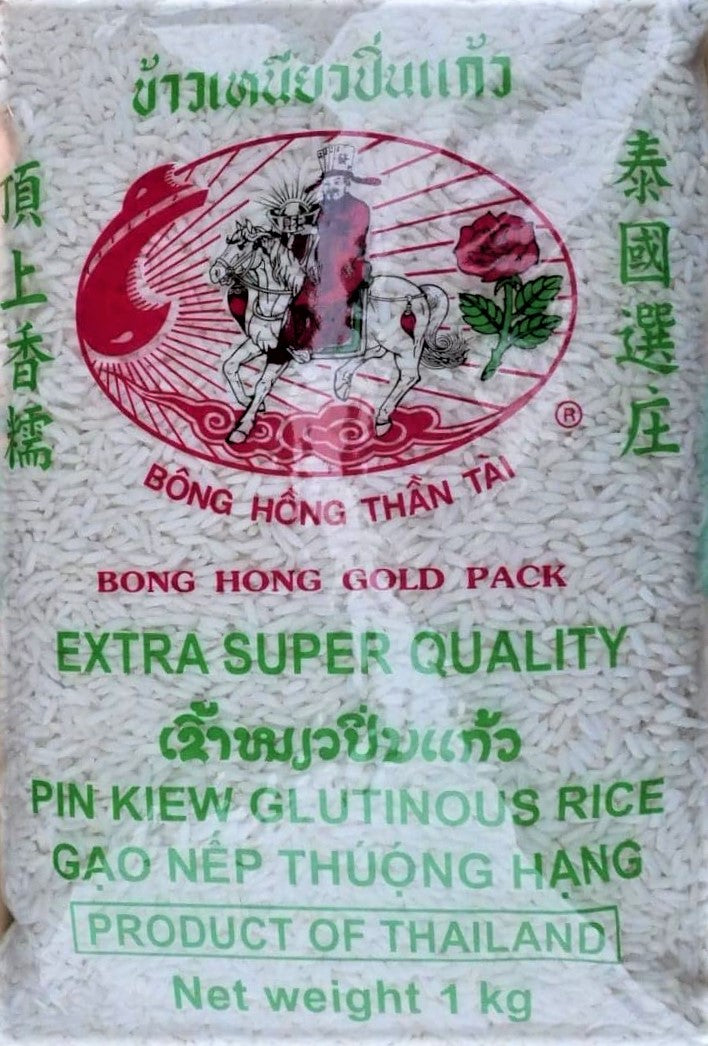 ข้าวเหนียวปิ่นแก้ว
頂上香糯
泰國選庄
®
BÔNG HỒNG THẦN TÀI
BONG HONG GOLD PACK
EXTRA SUPER QUALITY
ເຂົ້າໜຽວປິ່ນແກ້ວ
PIN KIEW GLUTINOUS RICE
GẠO NẾP THÚỘNG HẠNG
PRODUCT OF THAILAND
Net weight 1 kg